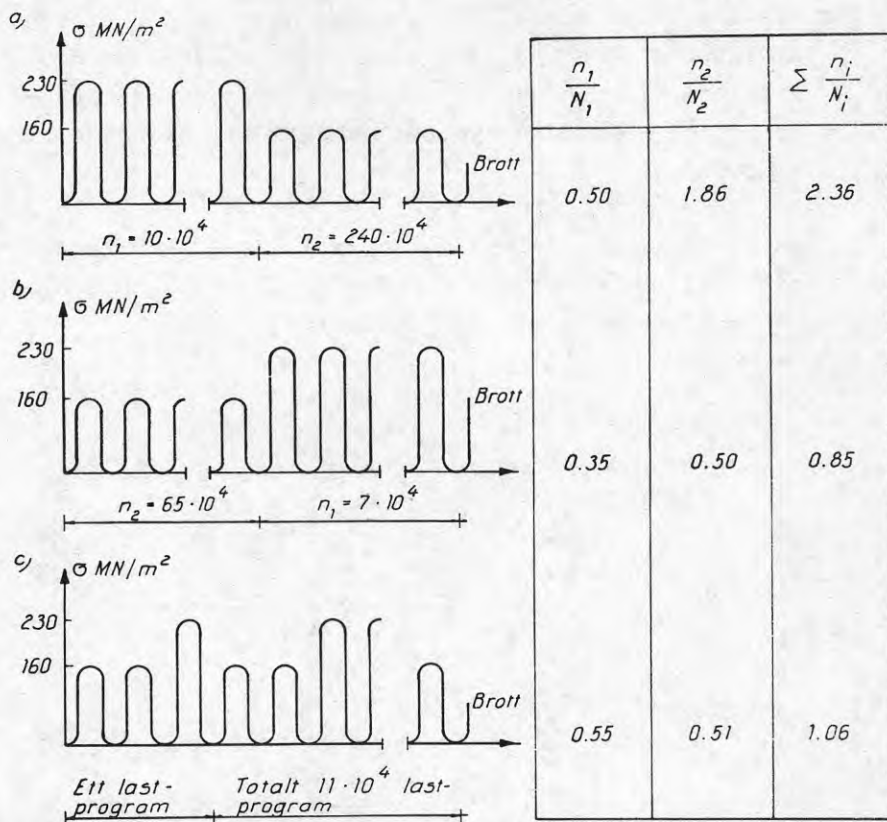 a)
σ MN/m²
230
160
Brott
n₁ = 10 · 10⁴
n₂ = 240 · 10⁴
b)
σ MN/m²
230
160
Brott
n₂ = 65 · 10⁴
n₁ = 7 · 10⁴
c)
σ MN/m²
230
160
Brott
Ett last-
program
Totalt 11 · 10⁴ last-
program
n₁/N₁ n₂/N₂ Σ nᵢ/Nᵢ
0.50 1.86 2.36
0.35 0.50 0.85
0.55 0.51 1.06